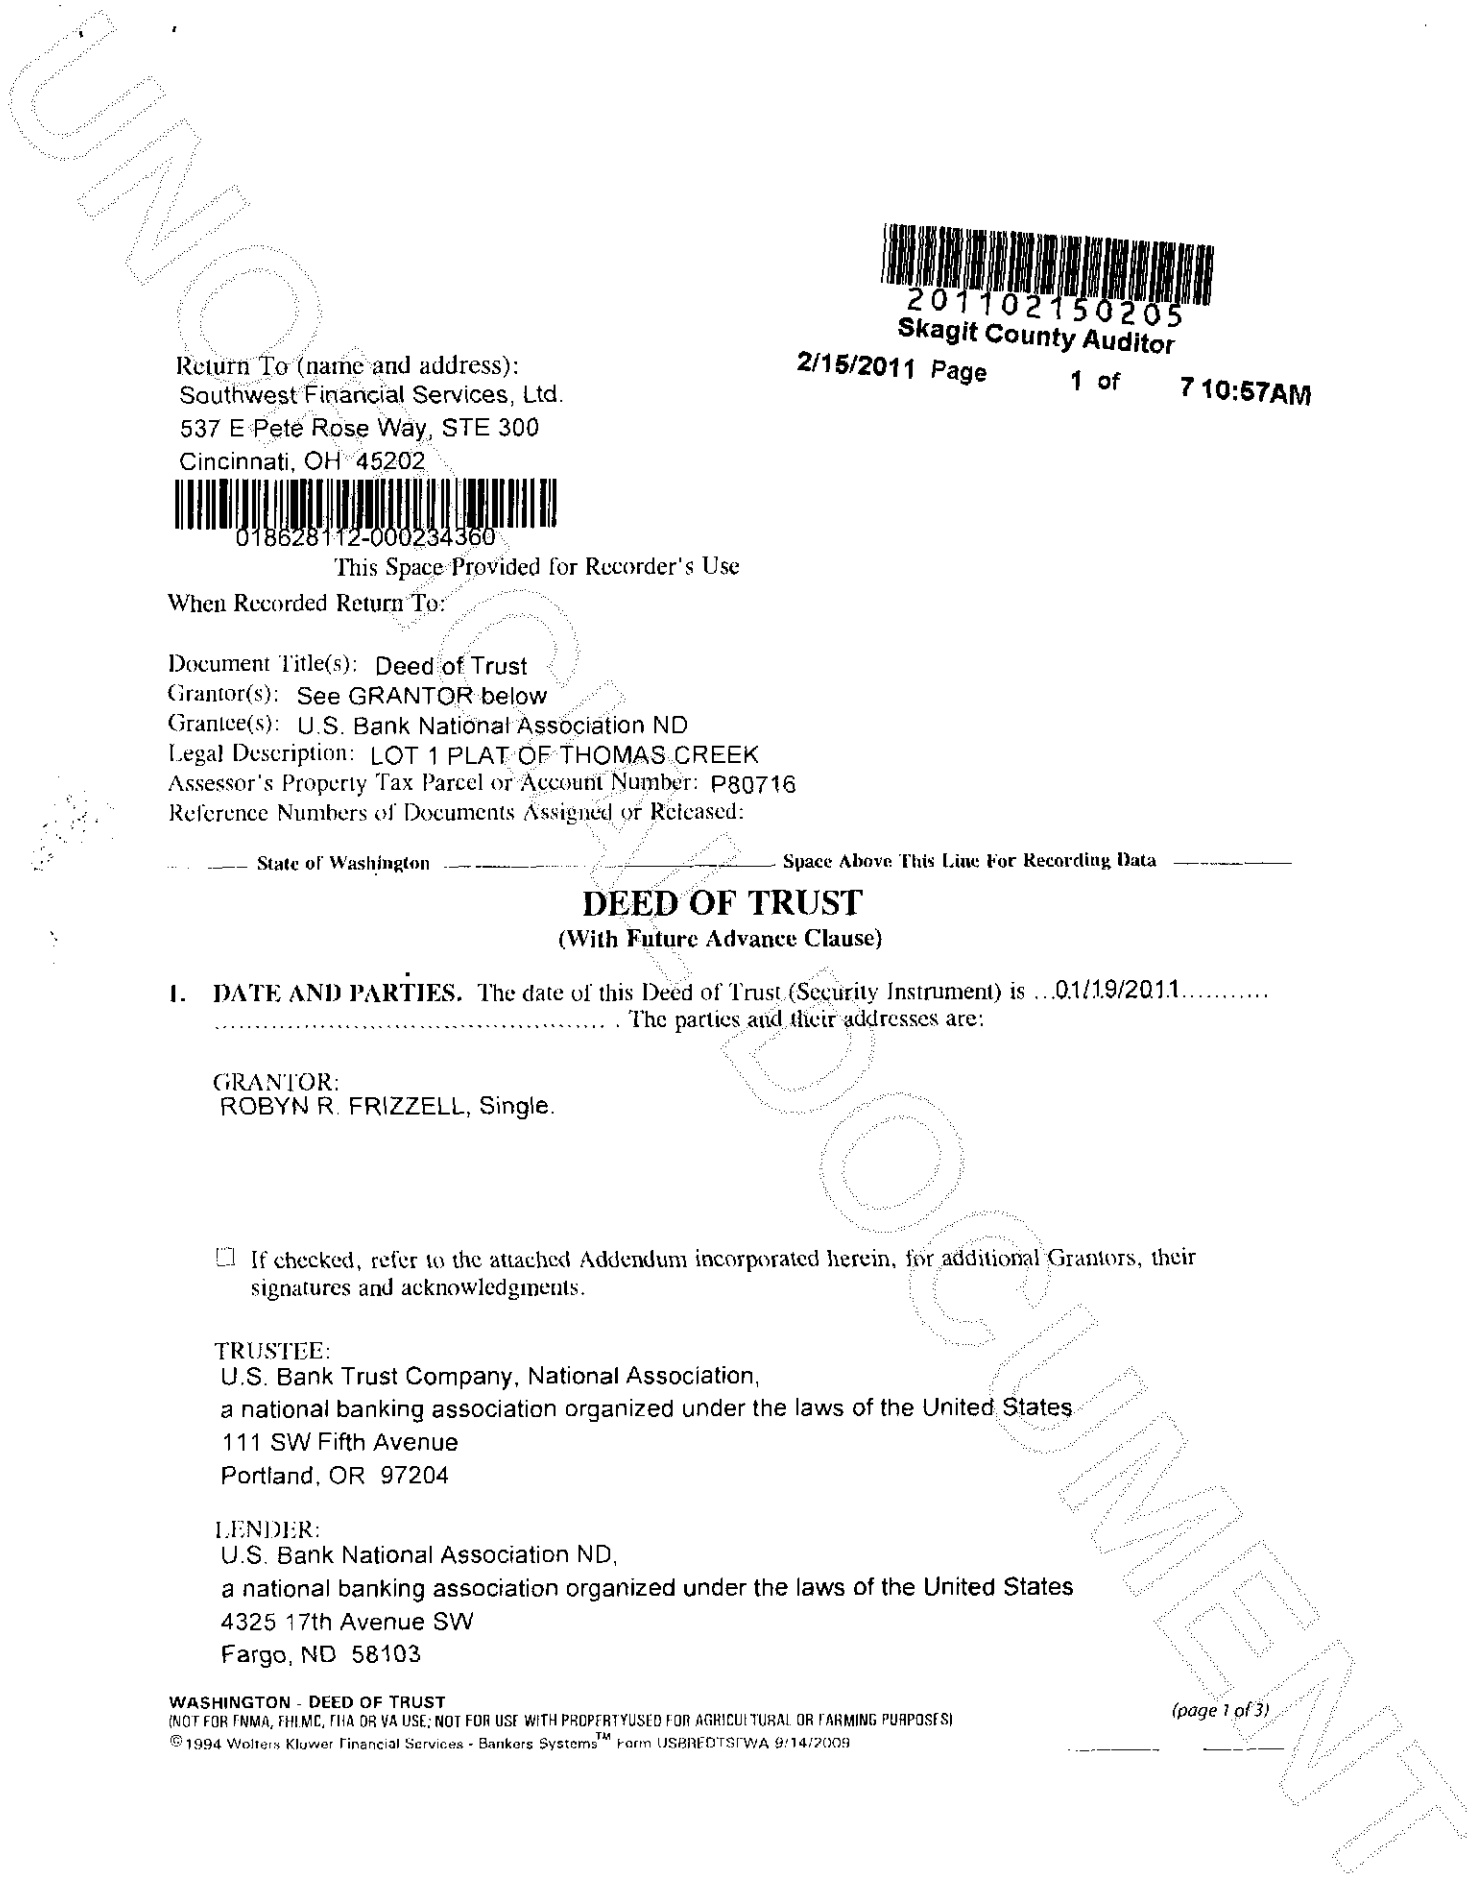 201102150205
Skagit County Auditor
2/15/2011 Page 1 of 7 10:57AM
Return To (name and address):
Southwest Financial Services, Ltd.
537 E Pete Rose Way, STE 300
Cincinnati, OH 45202
018628112-000234360
This Space Provided for Recorder's Use
When Recorded Return To:
Document Title(s): Deed of Trust
Grantor(s): See GRANTOR below
Grantee(s): U.S. Bank National Association ND
Legal Description: LOT 1 PLAT OF THOMAS CREEK
Assessor's Property Tax Parcel or Account Number: P80716
Reference Numbers of Documents Assigned or Released:
State of Washington Space Above This Line For Recording Data
DEED OF TRUST
(With Future Advance Clause)
1. DATE AND PARTIES. The date of this Deed of Trust (Security Instrument) is ...01/19/2011...........
................................................ . The parties and their addresses are:
GRANTOR:
ROBYN R. FRIZZELL, Single.
☐ If checked, refer to the attached Addendum incorporated herein, for additional Grantors, their
signatures and acknowledgments.
TRUSTEE:
U.S. Bank Trust Company, National Association,
a national banking association organized under the laws of the United States
111 SW Fifth Avenue
Portland, OR 97204
LENDER:
U.S. Bank National Association ND,
a national banking association organized under the laws of the United States
4325 17th Avenue SW
Fargo, ND 58103
WASHINGTON - DEED OF TRUST
(NOT FOR FNMA, FHLMC, FHA OR VA USE; NOT FOR USE WITH PROPERTYUSED FOR AGRICULTURAL OR FARMING PURPOSES)
(page 1 of 3)
©1994 Wolters Kluwer Financial Services - Bankers Systems™ Form USBREDTSFWA 9/14/2009
UNOFFICIAL DOCUMENT